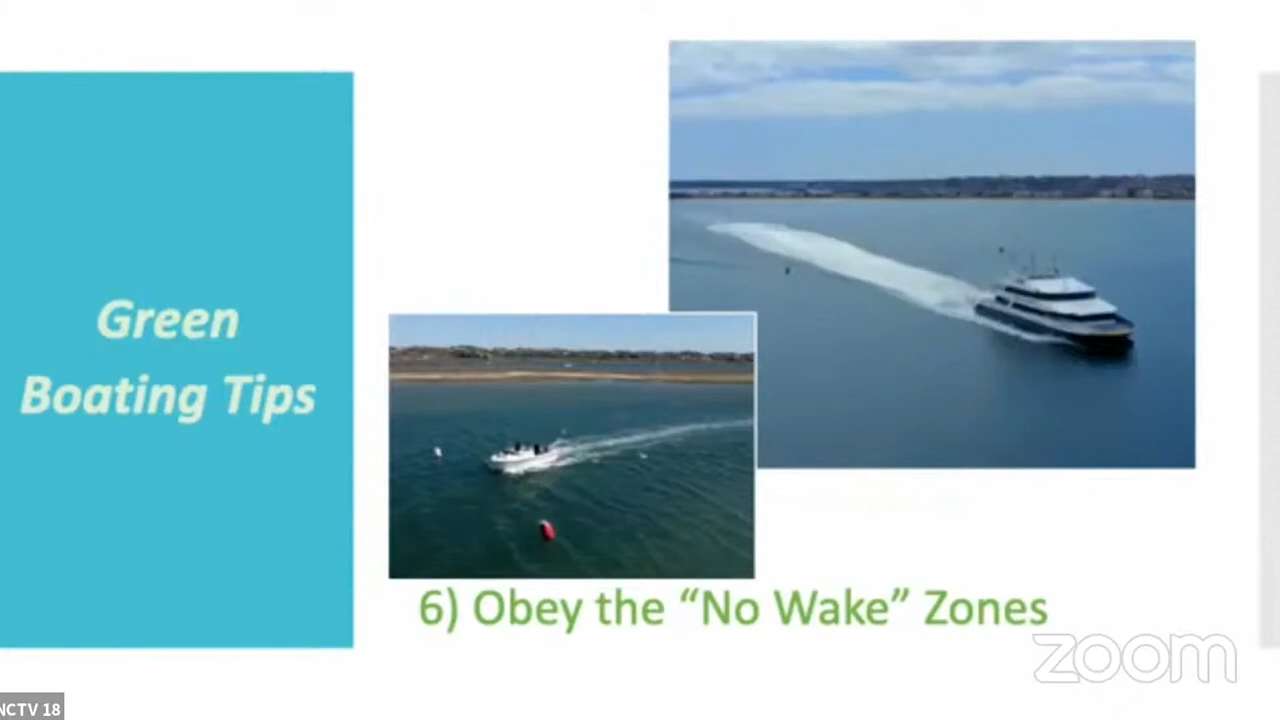 Green
Boating Tips
6) Obey the “No Wake” Zones
zoom
NCTV 18